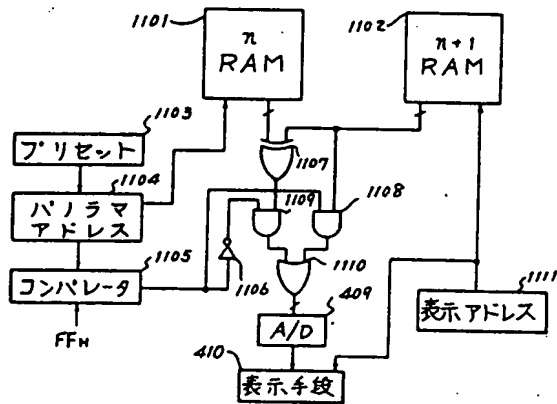 1101
n
RAM
1102
n+1
RAM
1103
プリセット
1104
パノラマ
アドレス
1105
コンパレータ
FFH
1106
1107
1108
1109
1110
409
A/D
410
表示手段
1111
表示アドレス